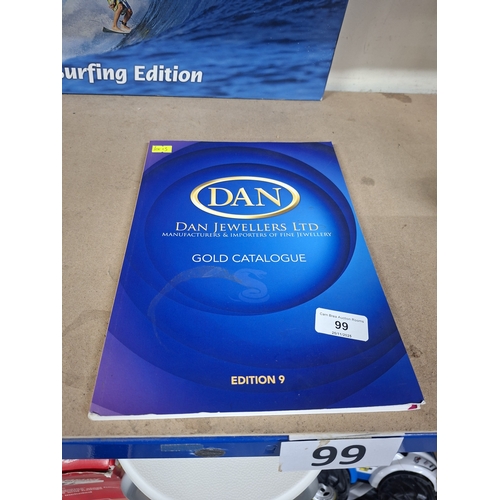 surfing Edition
DAN
DAN JEWELLERS LTD
MANUFACTURERS & IMPORTERS OF FINE JEWELLERY
GOLD CATALOGUE
99
EDITION 9
99